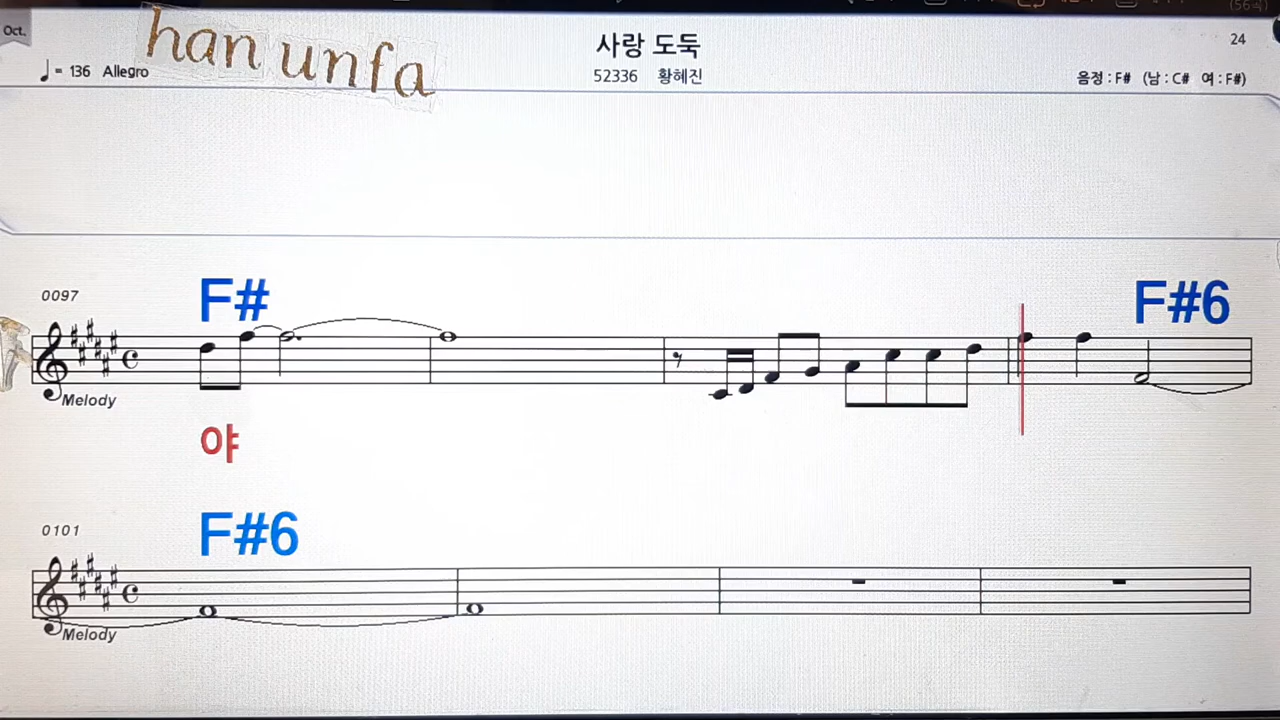 Oct.
han unfa
사랑 도둑
24
♩= 136 Allegro
52336 황혜진
음정 : F# (남 : C# 여 : F#)
0097
F#
F#6
Melody
야
0101
F#6
Melody